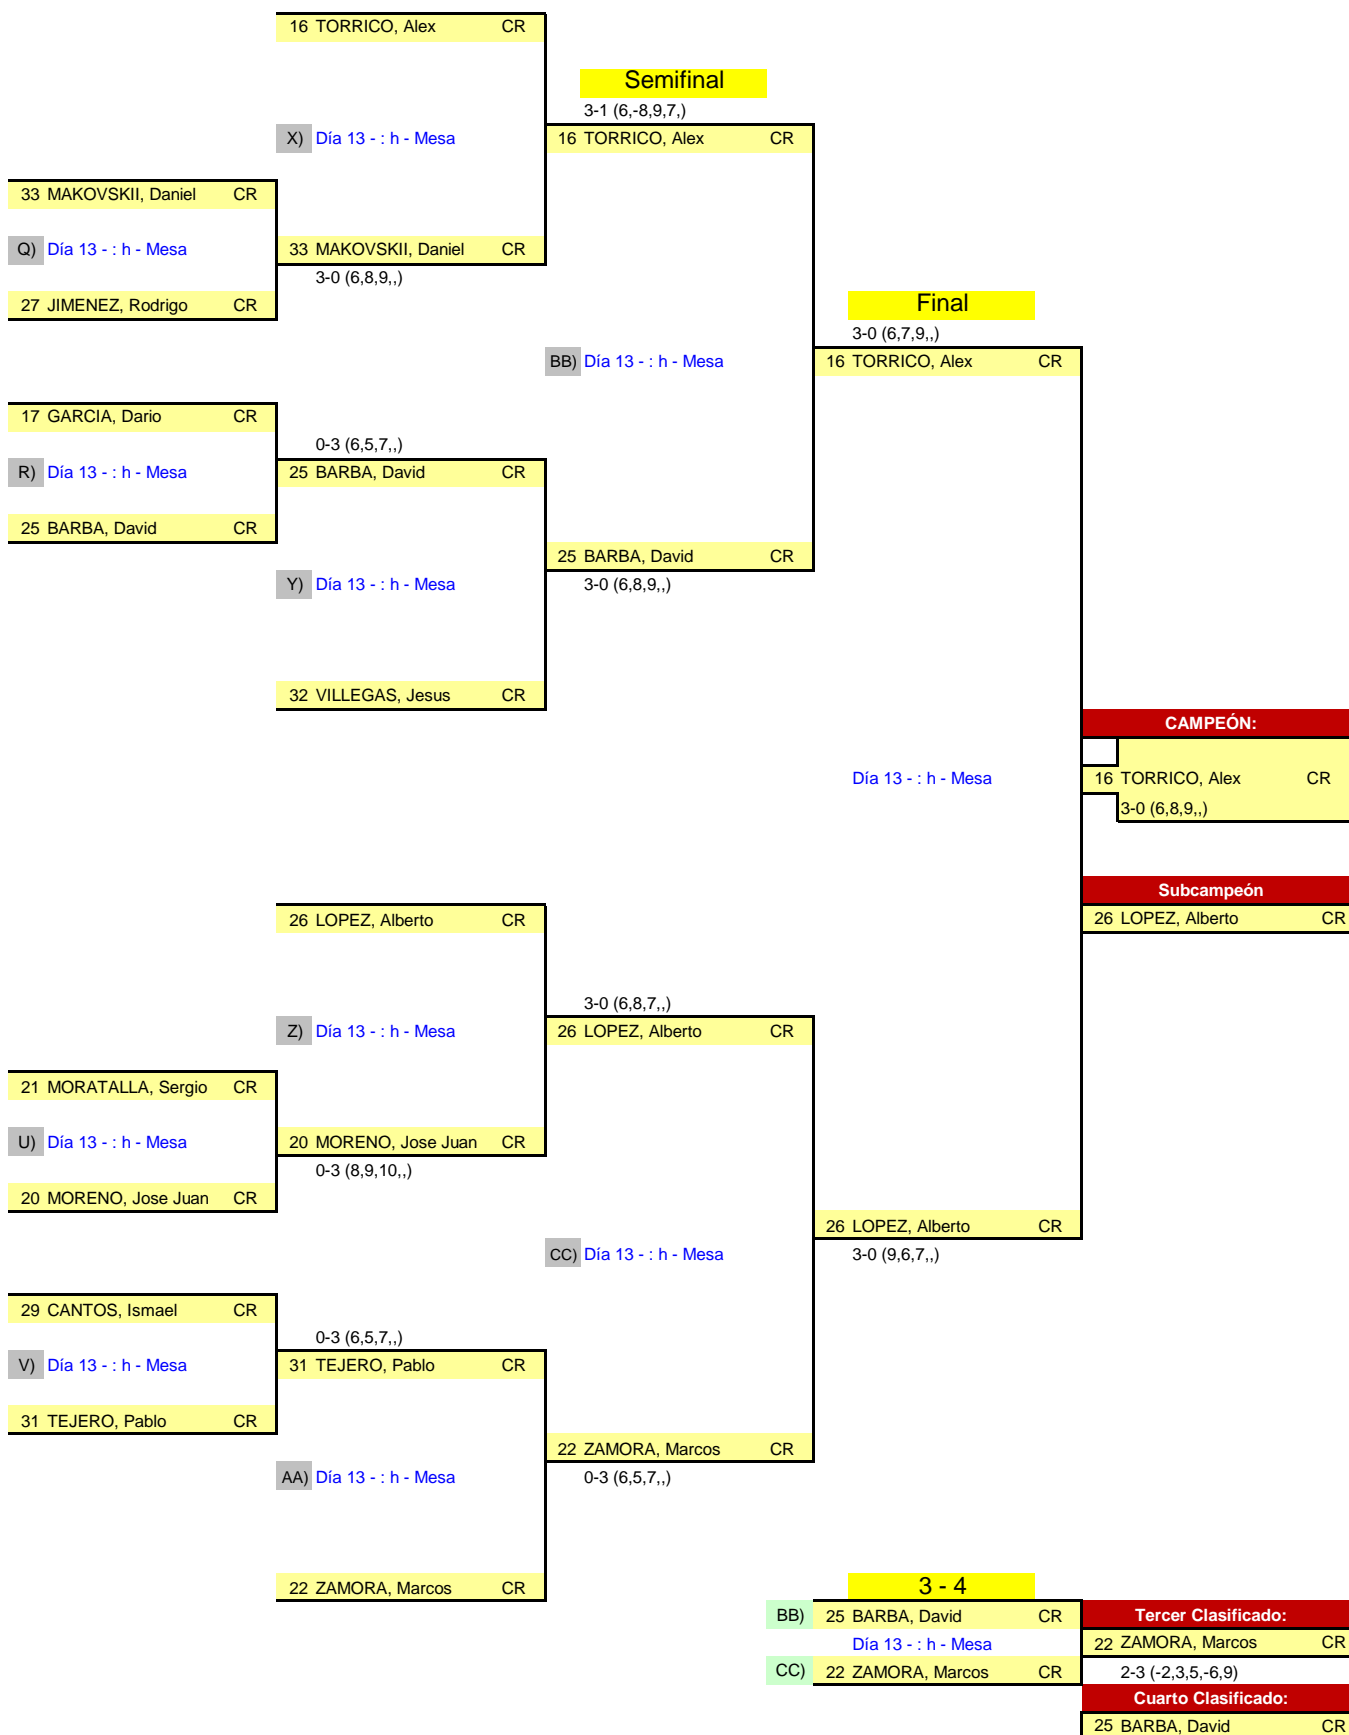 16 TORRICO, Alex CR
Semifinal
3-1 (6,-8,9,7,)
X) Día 13 - : h - Mesa
16 TORRICO, Alex CR
33 MAKOVSKII, Daniel CR
Q) Día 13 - : h - Mesa
33 MAKOVSKII, Daniel CR
3-0 (6,8,9,,)
27 JIMENEZ, Rodrigo CR
Final
3-0 (6,7,9,,)
BB) Día 13 - : h - Mesa
16 TORRICO, Alex CR
17 GARCIA, Dario CR
0-3 (6,5,7,,)
R) Día 13 - : h - Mesa
25 BARBA, David CR
25 BARBA, David CR
25 BARBA, David CR
Y) Día 13 - : h - Mesa
3-0 (6,8,9,,)
32 VILLEGAS, Jesus CR
CAMPEÓN:
Día 13 - : h - Mesa
16 TORRICO, Alex CR
3-0 (6,8,9,,)
Subcampeón
26 LOPEZ, Alberto CR
26 LOPEZ, Alberto CR
3-0 (6,8,7,,)
Z) Día 13 - : h - Mesa
26 LOPEZ, Alberto CR
21 MORATALLA, Sergio CR
U) Día 13 - : h - Mesa
20 MORENO, Jose Juan CR
0-3 (8,9,10,,)
20 MORENO, Jose Juan CR
26 LOPEZ, Alberto CR
CC) Día 13 - : h - Mesa
3-0 (9,6,7,,)
29 CANTOS, Ismael CR
0-3 (6,5,7,,)
V) Día 13 - : h - Mesa
31 TEJERO, Pablo CR
31 TEJERO, Pablo CR
22 ZAMORA, Marcos CR
AA) Día 13 - : h - Mesa
0-3 (6,5,7,,)
22 ZAMORA, Marcos CR
3 - 4
BB) 25 BARBA, David CR
Tercer Clasificado:
Día 13 - : h - Mesa
22 ZAMORA, Marcos CR
CC) 22 ZAMORA, Marcos CR
2-3 (-2,3,5,-6,9)
Cuarto Clasificado:
25 BARBA, David CR